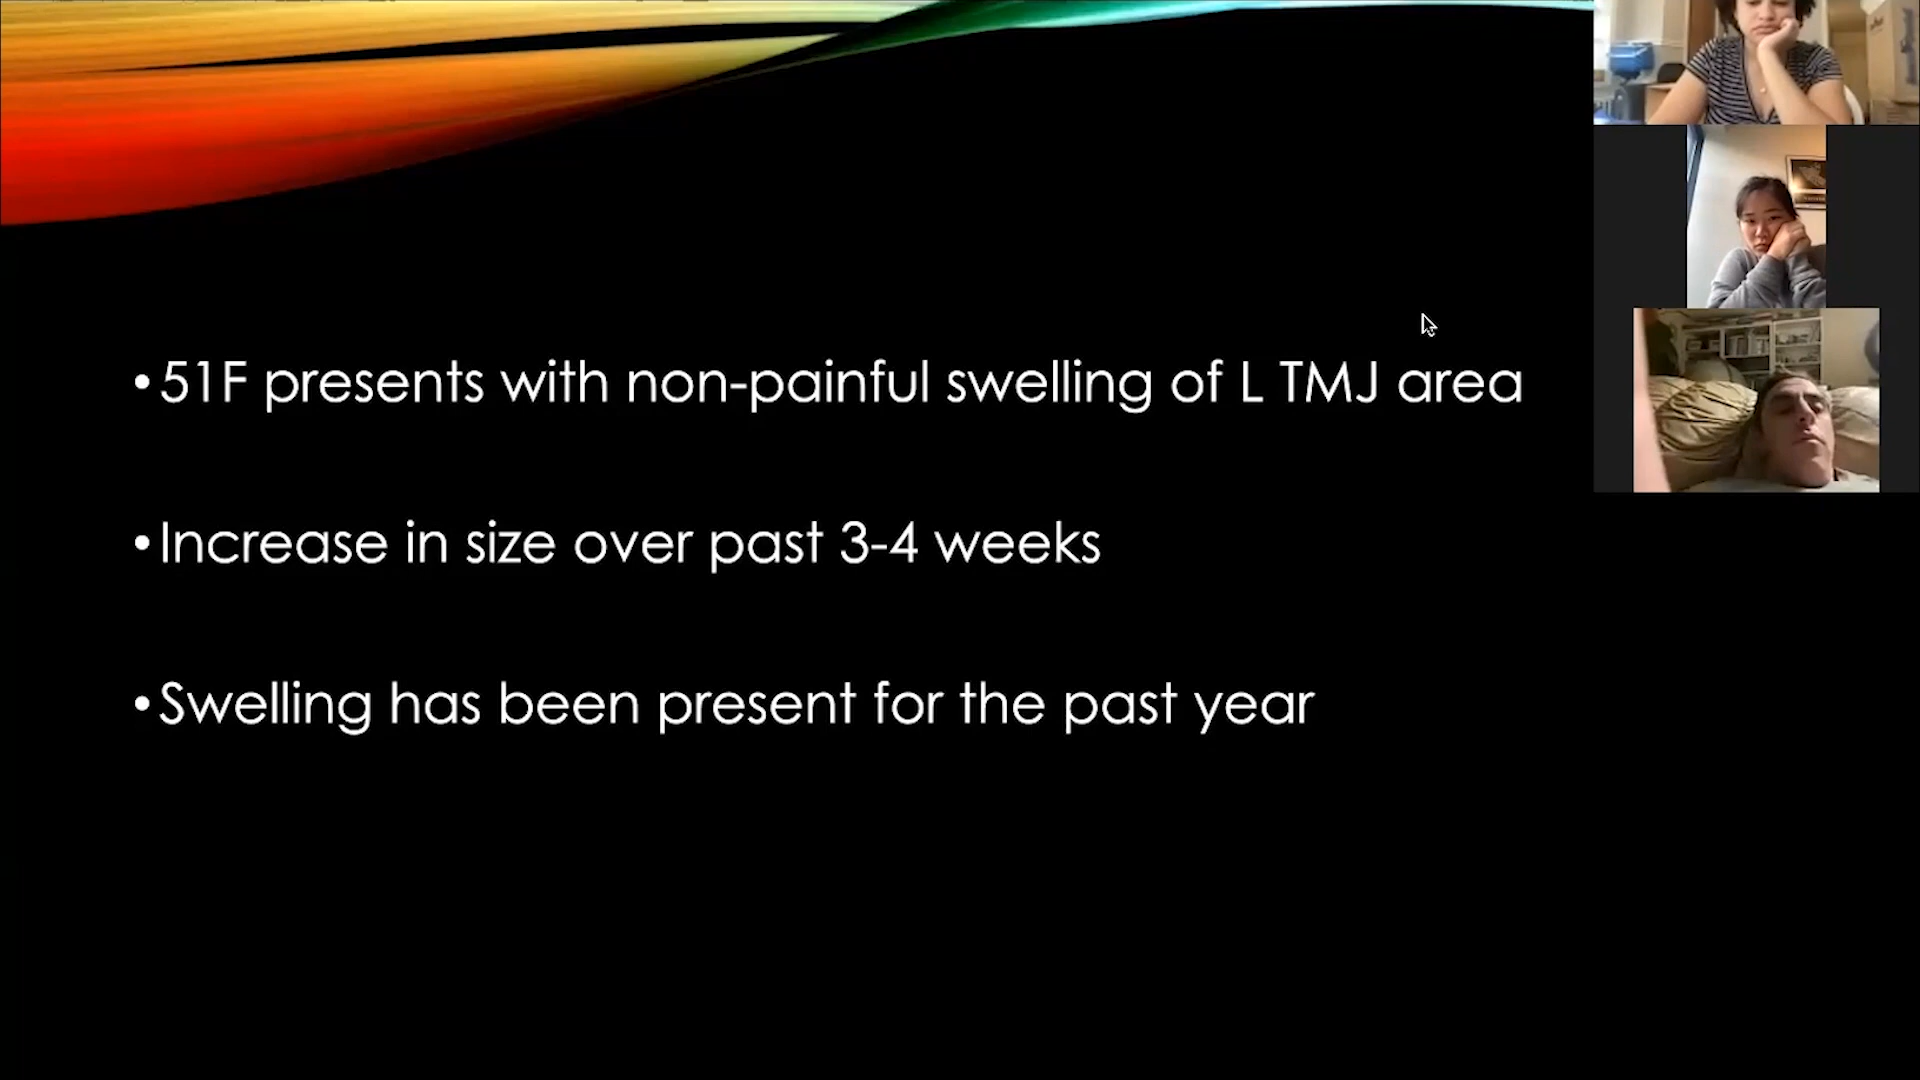 •51F presents with non-painful swelling of L TMJ area
•Increase in size over past 3-4 weeks
•Swelling has been present for the past year